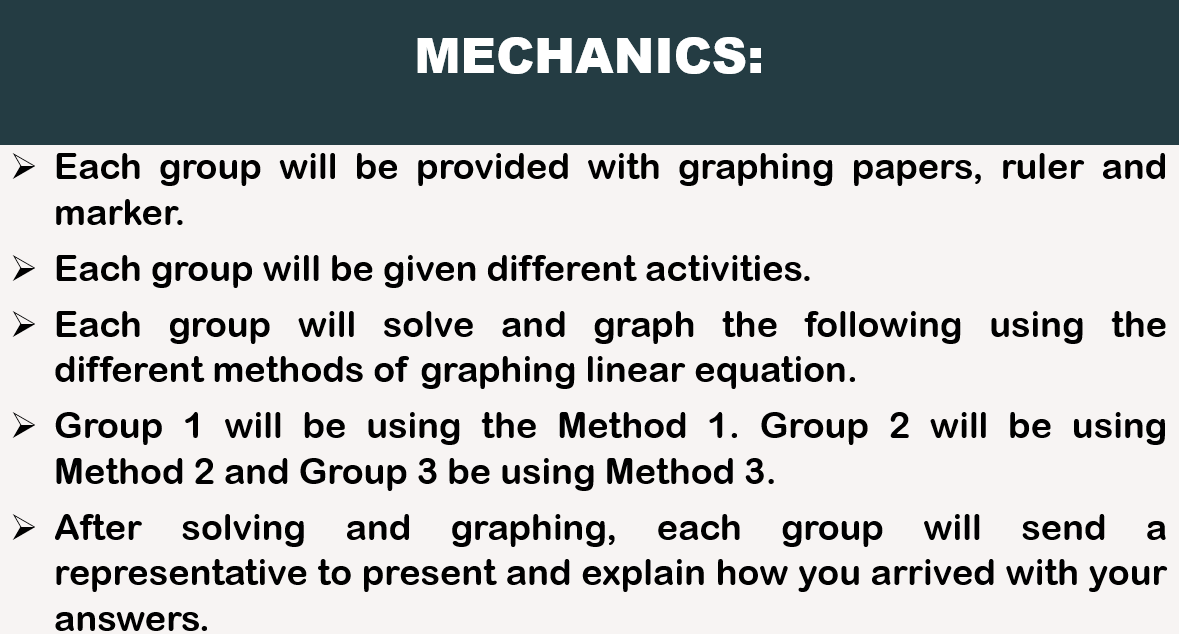 MECHANICS:
➢ Each group will be provided with graphing papers, ruler and
marker.
➢ Each group will be given different activities.
➢ Each group will solve and graph the following using the
different methods of graphing linear equation.
➢ Group 1 will be using the Method 1. Group 2 will be using
Method 2 and Group 3 be using Method 3.
➢ After solving and graphing, each group will send a
representative to present and explain how you arrived with your
answers.